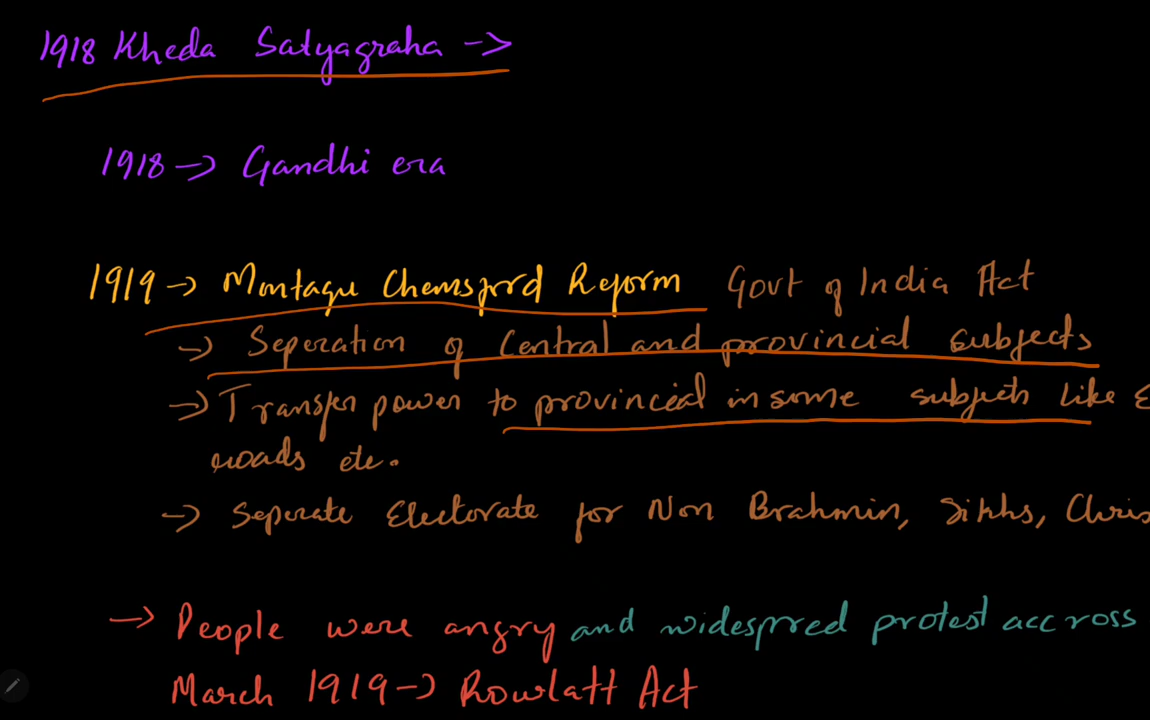 1918 Kheda Satyagraha ->
1918 -> Gandhi era
1919 -> Montagu Chemsford Reform Govt of India Act
-> Seperation of Central and provincial subjects
-> Transfer power to provincial in some subjects like E
roads etc.
-> Seperate Electorate for Non Brahmin, Sikhs, Chris
-> People were angry and widespred protest accross
March 1919 -> Rowlatt Act